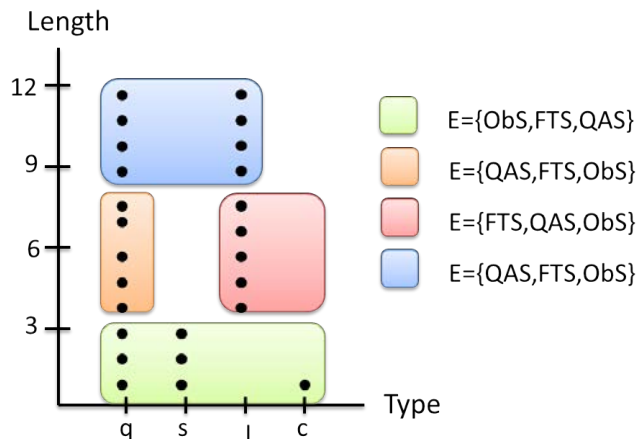 Length
12
9
6
3
E={ObS,FTS,QAS}
E={QAS,FTS,ObS}
E={FTS,QAS,ObS}
E={QAS,FTS,ObS}
Type
q s l c